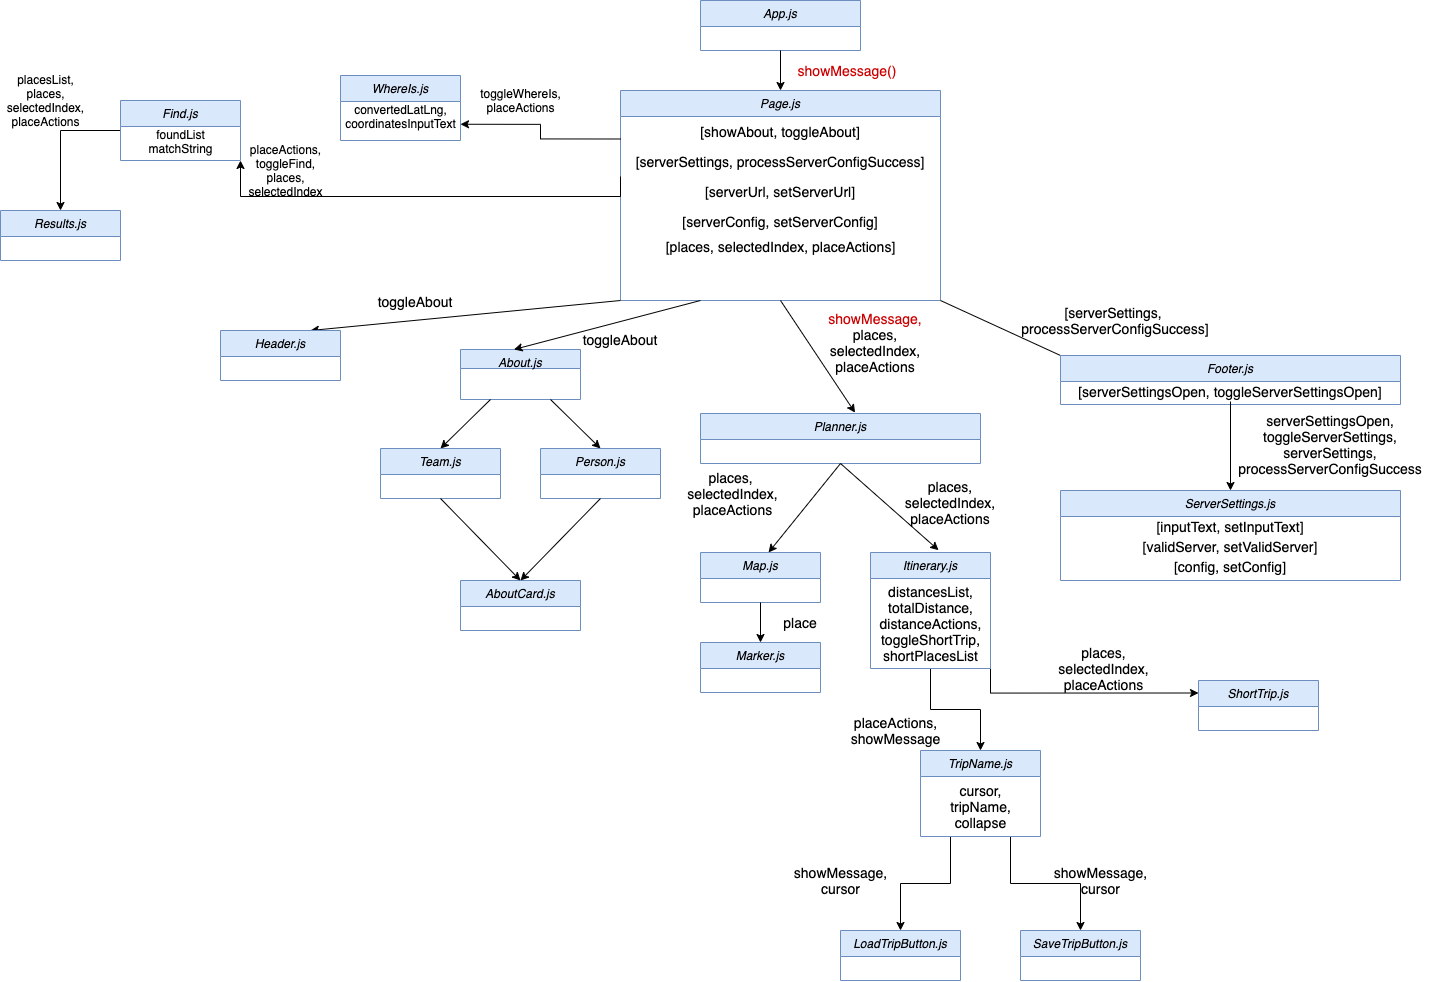 App.js
showMessage()
placesList,
places,
selectedIndex,
placeActions
Find.js
foundList
matchString
WhereIs.js
convertedLatLng,
coordinatesInputText
toggleWhereIs,
placeActions
placeActions,
toggleFind,
places,
selectedIndex
Results.js
Page.js
[showAbout, toggleAbout]
[serverSettings, processServerConfigSuccess]
[serverUrl, setServerUrl]
[serverConfig, setServerConfig]
[places, selectedIndex, placeActions]
toggleAbout
Header.js
toggleAbout
About.js
Team.js
Person.js
AboutCard.js
showMessage,
places,
selectedIndex,
placeActions
Planner.js
[serverSettings,
processServerConfigSuccess]
Footer.js
[serverSettingsOpen, toggleServerSettingsOpen]
serverSettingsOpen,
toggleServerSettings,
serverSettings,
processServerConfigSuccess
ServerSettings.js
[inputText, setInputText]
[validServer, setValidServer]
[config, setConfig]
places,
selectedIndex,
placeActions
places,
selectedIndex,
placeActions
Map.js
place
Marker.js
Itinerary.js
distancesList,
totalDistance,
distanceActions,
toggleShortTrip,
shortPlacesList
places,
selectedIndex,
placeActions
ShortTrip.js
placeActions,
showMessage
TripName.js
cursor,
tripName,
collapse
showMessage,
cursor
showMessage,
cursor
LoadTripButton.js
SaveTripButton.js